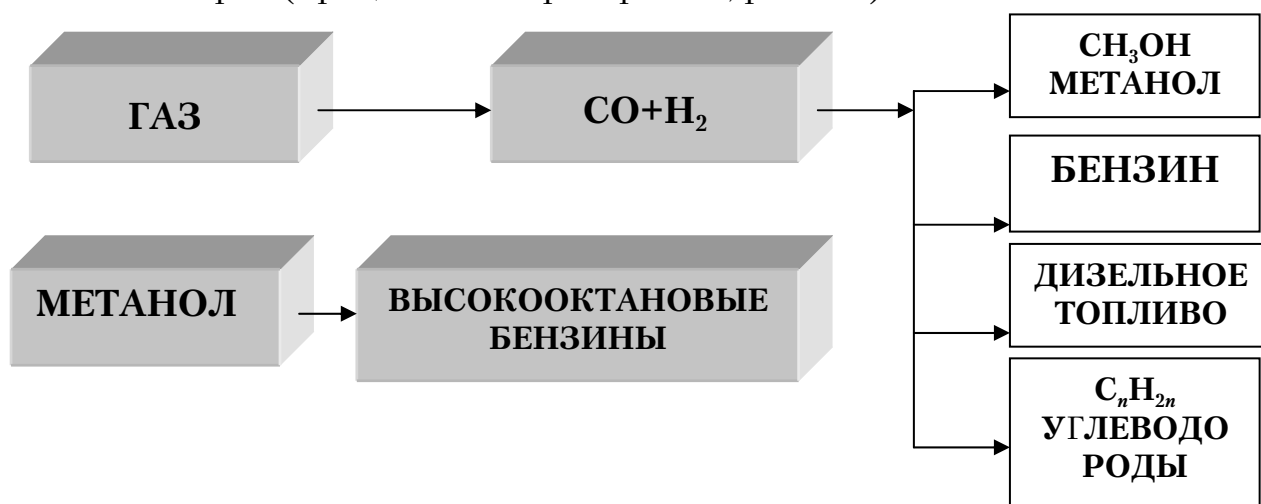 ГАЗ
CO+H₂
CH₃OH
МЕТАНОЛ
БЕНЗИН
МЕТАНОЛ
ВЫСОКООКТАНОВЫЕ
БЕНЗИНЫ
ДИЗЕЛЬНОЕ
ТОПЛИВО
CₙH₂ₙ
УГЛЕВОДО
РОДЫ